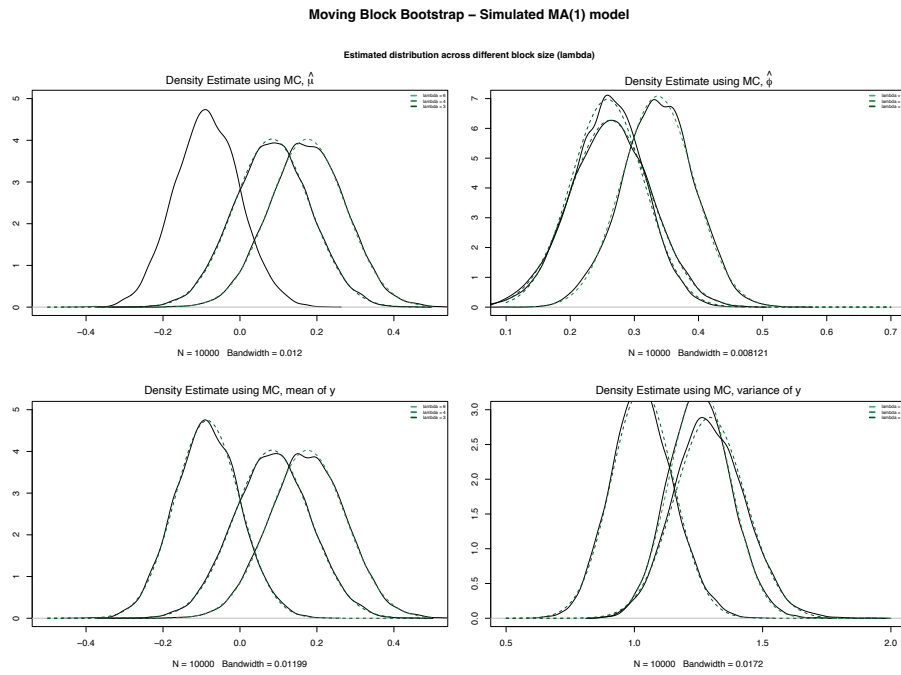 Moving Block Bootstrap – Simulated MA(1) model
Estimated distribution across different block size (lambda)
Density Estimate using MC, μ̂
5
4
3
2
1
0
lambda = 6
lambda = 4
lambda = 3
−0.4 −0.2 0.0 0.2 0.4
N = 10000 Bandwidth = 0.012
Density Estimate using MC, ϕ̂
7
6
5
4
3
2
1
0
lambda =
lambda =
lambda =
0.1 0.2 0.3 0.4 0.5 0.6 0.7
N = 10000 Bandwidth = 0.008121
Density Estimate using MC, mean of y
5
4
3
2
1
0
lambda = 6
lambda = 4
lambda = 3
−0.4 −0.2 0.0 0.2 0.4
N = 10000 Bandwidth = 0.01199
Density Estimate using MC, variance of y
3.0
2.5
2.0
1.5
1.0
0.5
0.0
lambda =
lambda =
lambda =
0.5 1.0 1.5 2.0
N = 10000 Bandwidth = 0.0172